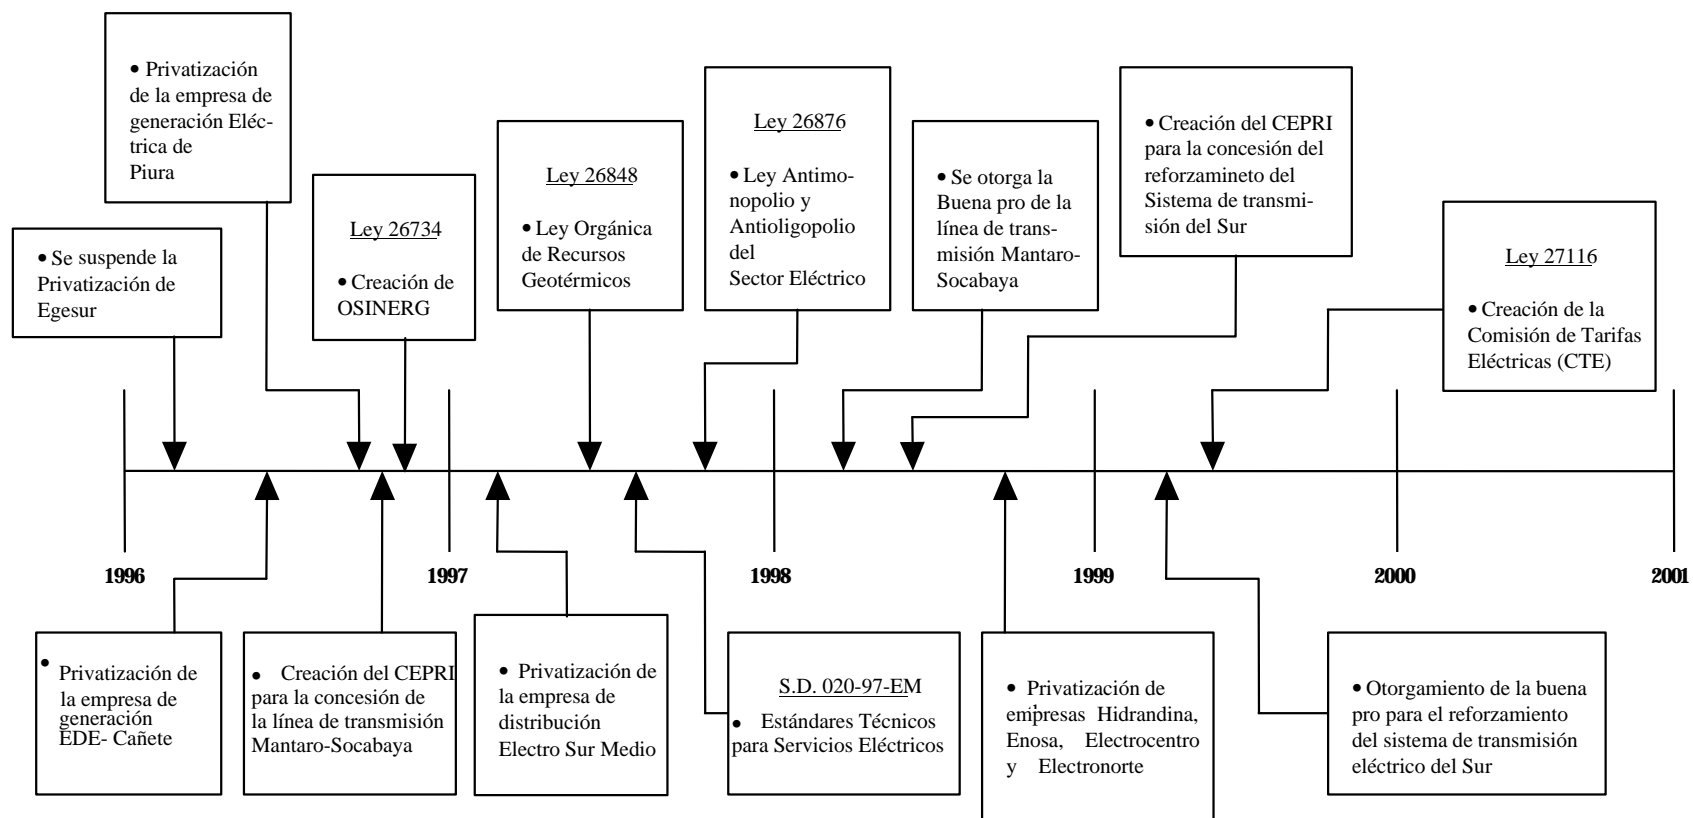 • Privatización
de la empresa de
generación Eléc-
trica de
Piura
• Se suspende la
Privatización de
Egesur
Ley 26734
• Creación de
OSINERG
Ley 26848
• Ley Orgánica
de Recursos
Geotérmicos
Ley 26876
• Ley Antimo-
nopolio y
Antioligopolio
del
Sector Eléctrico
• Se otorga la
Buena pro de la
línea de trans-
misión Mantaro-
Socabaya
• Creación del CEPRI
para la concesión del
reforzamineto del
Sistema de transmi-
sión del Sur
Ley 27116
• Creación de la
Comisión de Tarifas
Eléctricas (CTE)
1996
1997
1998
1999
2000
2001
• Privatización de
la empresa de
generación
EDE- Cañete
• Creación del CEPRI
para la concesión de
la línea de transmisión
Mantaro-Socabaya
• Privatización de
la empresa de
distribución
Electro Sur Medio
S.D. 020-97-EM
• Estándares Técnicos
para Servicios Eléctricos
• Privatización de
empresas Hidrandina,
Enosa, Electrocentro
y Electronorte
• Otorgamiento de la buena
pro para el reforzamiento
del sistema de transmisión
eléctrico del Sur